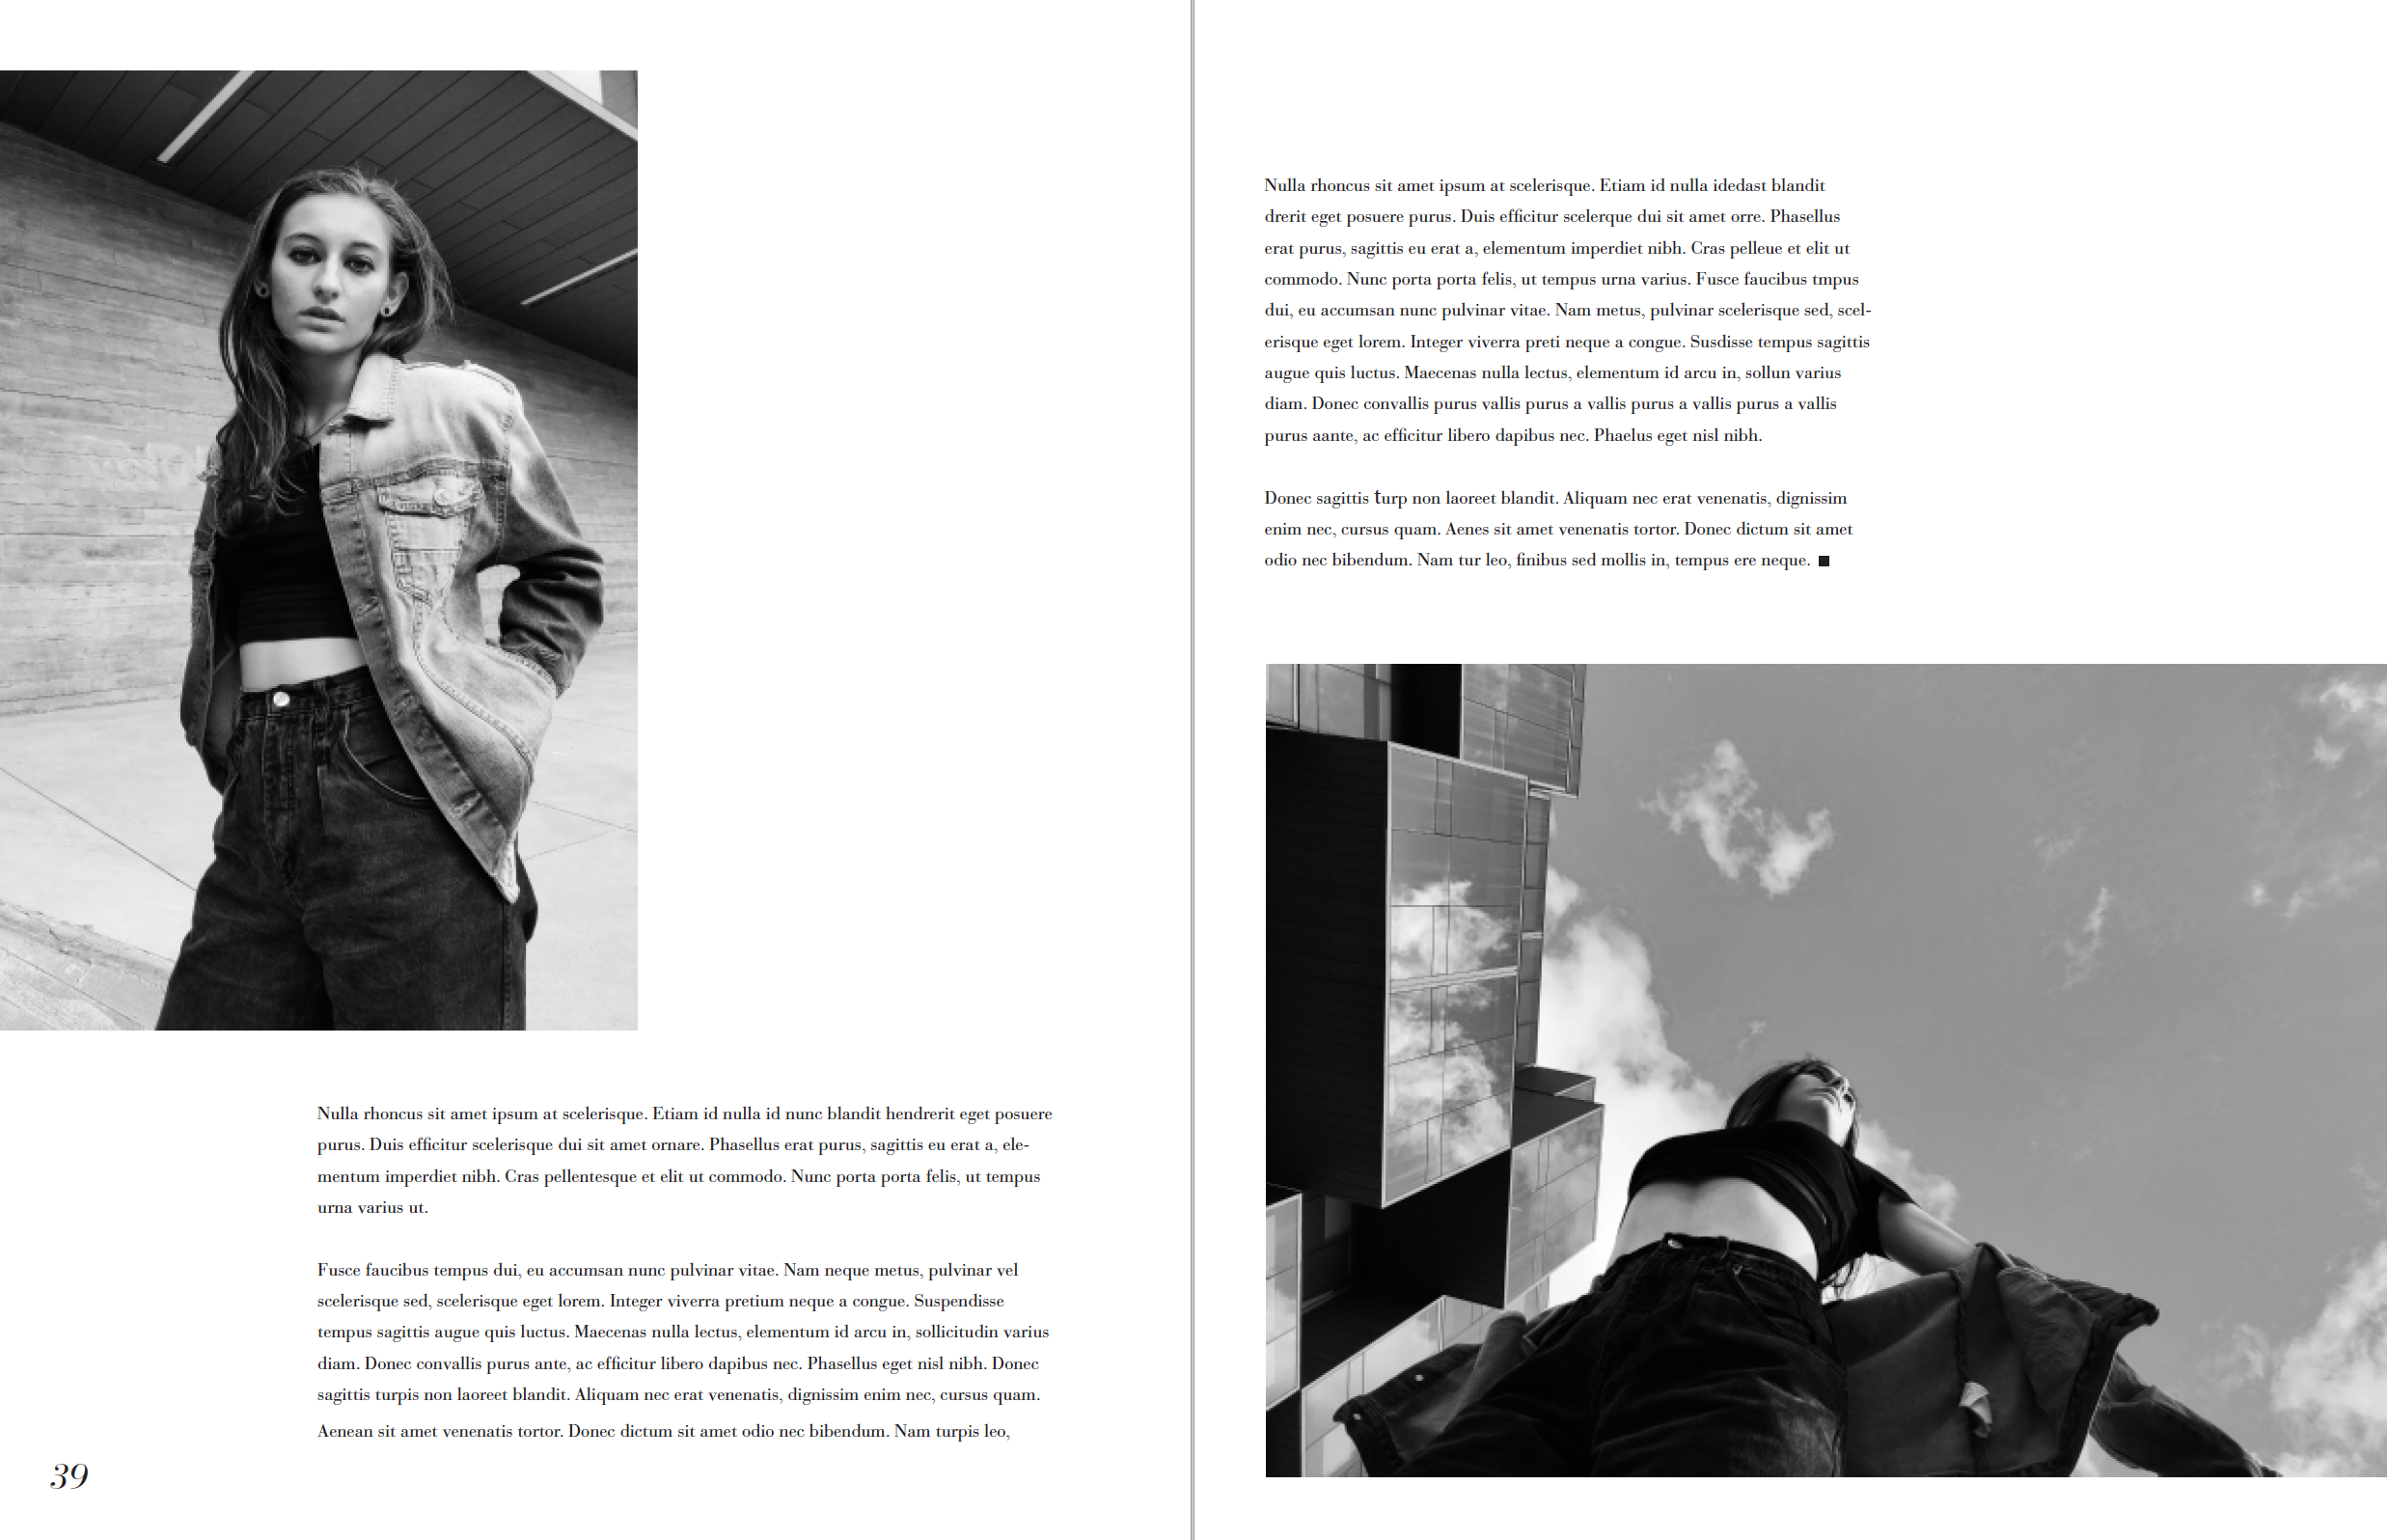 Nulla rhoncus sit amet ipsum at scelerisque. Etiam id nulla id nunc blandit hendrerit eget posuere
purus. Duis efficitur scelerisque dui sit amet ornare. Phasellus erat purus, sagittis eu erat a, ele-
mentum imperdiet nibh. Cras pellentesque et elit ut commodo. Nunc porta porta felis, ut tempus
urna varius ut.
Fusce faucibus tempus dui, eu accumsan nunc pulvinar vitae. Nam neque metus, pulvinar vel
scelerisque sed, scelerisque eget lorem. Integer viverra pretium neque a congue. Suspendisse
tempus sagittis augue quis luctus. Maecenas nulla lectus, elementum id arcu in, sollicitudin varius
diam. Donec convallis purus ante, ac efficitur libero dapibus nec. Phasellus eget nisl nibh. Donec
sagittis turpis non laoreet blandit. Aliquam nec erat venenatis, dignissim enim nec, cursus quam.
Aenean sit amet venenatis tortor. Donec dictum sit amet odio nec bibendum. Nam turpis leo,
39
Nulla rhoncus sit amet ipsum at scelerisque. Etiam id nulla idedast blandit
drerit eget posuere purus. Duis efficitur scelerque dui sit amet orre. Phasellus
erat purus, sagittis eu erat a, elementum imperdiet nibh. Cras pelleue et elit ut
commodo. Nunc porta porta felis, ut tempus urna varius. Fusce faucibus tmpus
dui, eu accumsan nunc pulvinar vitae. Nam metus, pulvinar scelerisque sed, scel-
erisque eget lorem. Integer viverra preti neque a congue. Susdisse tempus sagittis
augue quis luctus. Maecenas nulla lectus, elementum id arcu in, sollun varius
diam. Donec convallis purus vallis purus a vallis purus a vallis purus a vallis
purus aante, ac efficitur libero dapibus nec. Phaelus eget nisl nibh.
Donec sagittis turp non laoreet blandit. Aliquam nec erat venenatis, dignissim
enim nec, cursus quam. Aenes sit amet venenatis tortor. Donec dictum sit amet
odio nec bibendum. Nam tur leo, finibus sed mollis in, tempus ere neque. ■